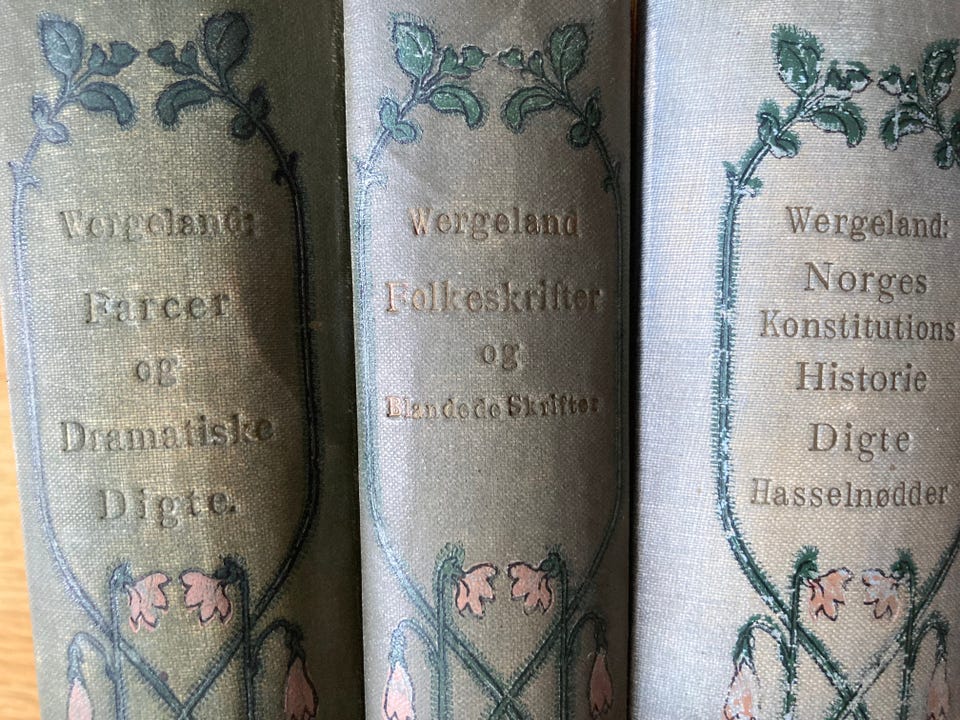 Wergeland:
Farcer
og
Dramatiske
Digte.
Wergeland
Folkeskrifter
og
Blandede Skrifter
Wergeland:
Norges
Konstitutions
Historie
Digte
Hasselnødder